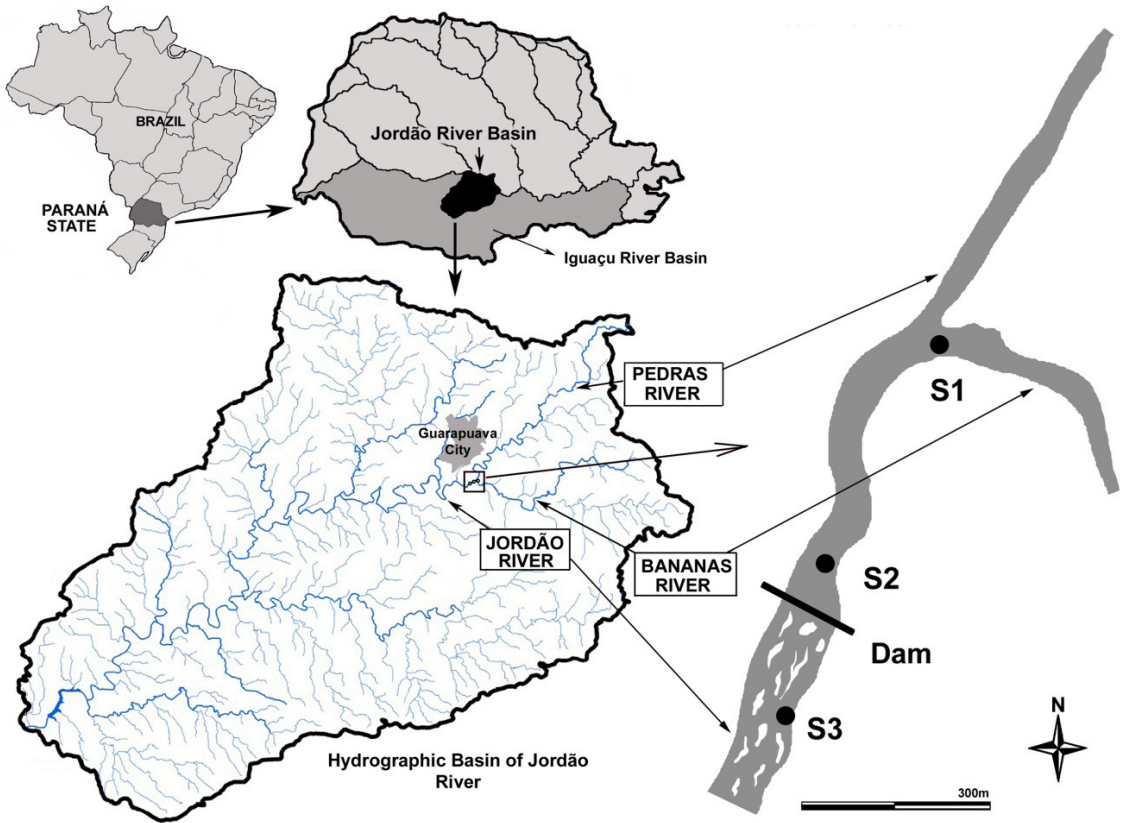 BRAZIL
PARANÁ
STATE
Jordão River Basin
Iguaçu River Basin
PEDRAS
RIVER
Guarapuava
City
JORDÃO
RIVER
BANANAS
RIVER
Hydrographic Basin of Jordão
River
S1
S2
Dam
S3
N
300m